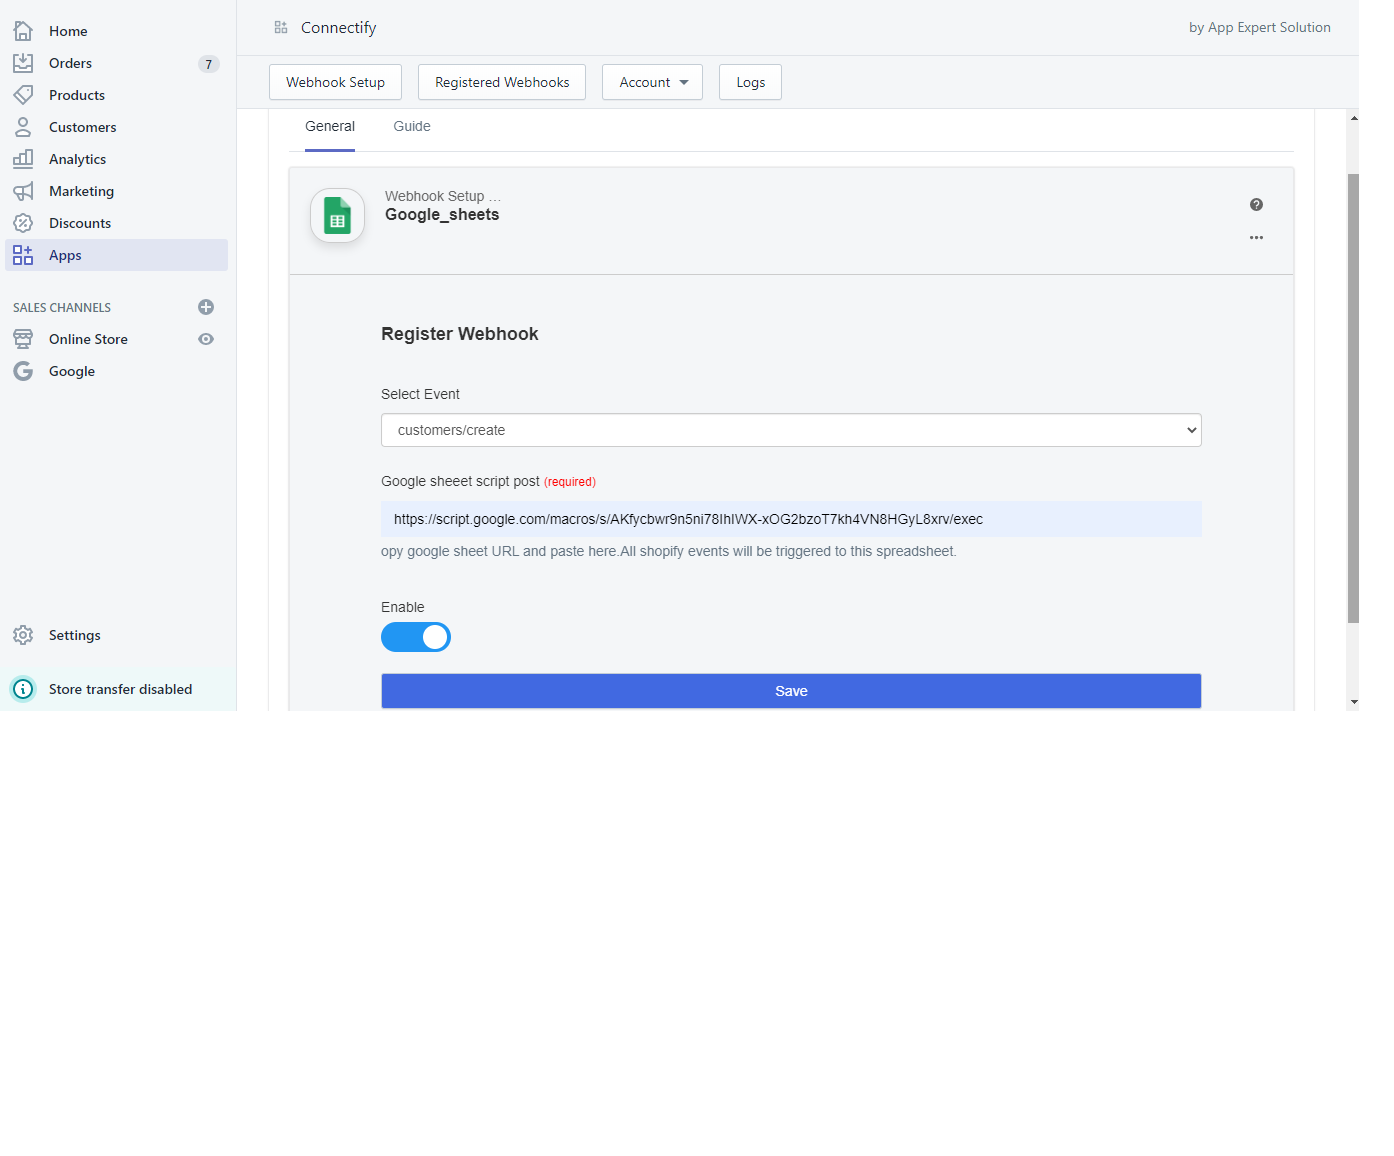 Home
Orders 7
Products
Customers
Analytics
Marketing
Discounts
Apps
SALES CHANNELS
Online Store
Google
Settings
Store transfer disabled
Connectify
by App Expert Solution
Webhook Setup Registered Webhooks Account Logs
General Guide
Webhook Setup ...
Google_sheets
Register Webhook
Select Event
customers/create
Google sheeet script post (required)
https://script.google.com/macros/s/AKfycbwr9n5ni78IhIWX-xOG2bzoT7kh4VN8HGyL8xrv/exec
opy google sheet URL and paste here.All shopify events will be triggered to this spreadsheet.
Enable
Save